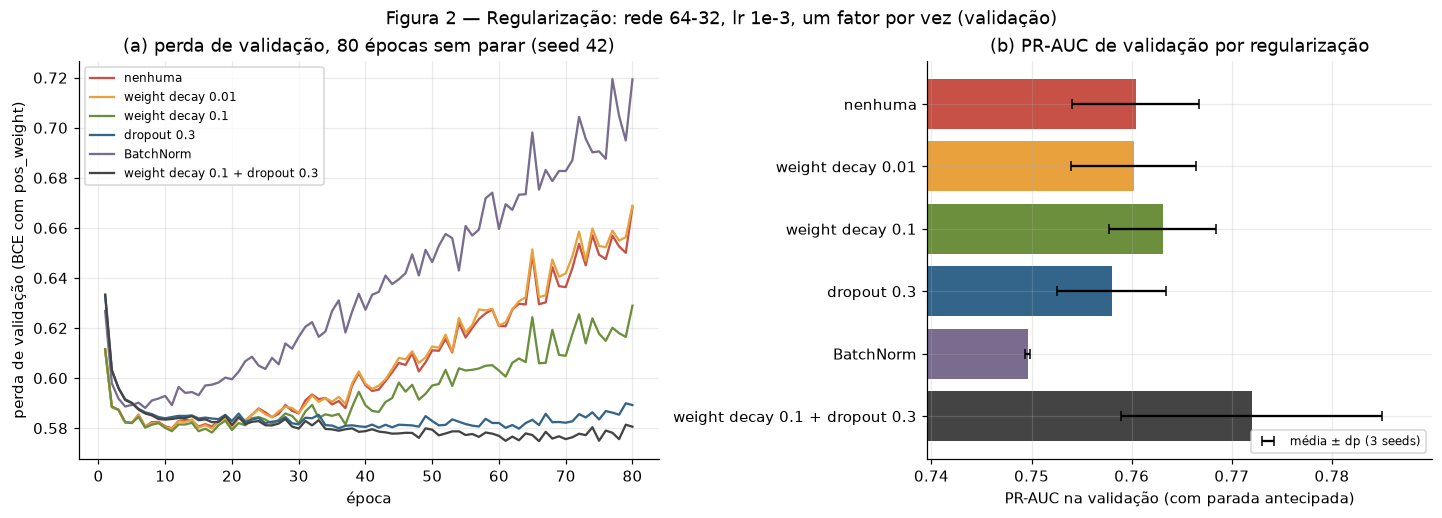 Figura 2 — Regularização: rede 64-32, lr 1e-3, um fator por vez (validação)
(a) perda de validação, 80 épocas sem parar (seed 42)
perda de validação (BCE com pos_weight)
0.72
0.70
0.68
0.66
0.64
0.62
0.60
0.58
nenhuma
weight decay 0.01
weight decay 0.1
dropout 0.3
BatchNorm
weight decay 0.1 + dropout 0.3
0 10 20 30 40 50 60 70 80
época
(b) PR-AUC de validação por regularização
nenhuma
weight decay 0.01
weight decay 0.1
dropout 0.3
BatchNorm
weight decay 0.1 + dropout 0.3
média ± dp (3 seeds)
0.74 0.75 0.76 0.77 0.78
PR-AUC na validação (com parada antecipada)